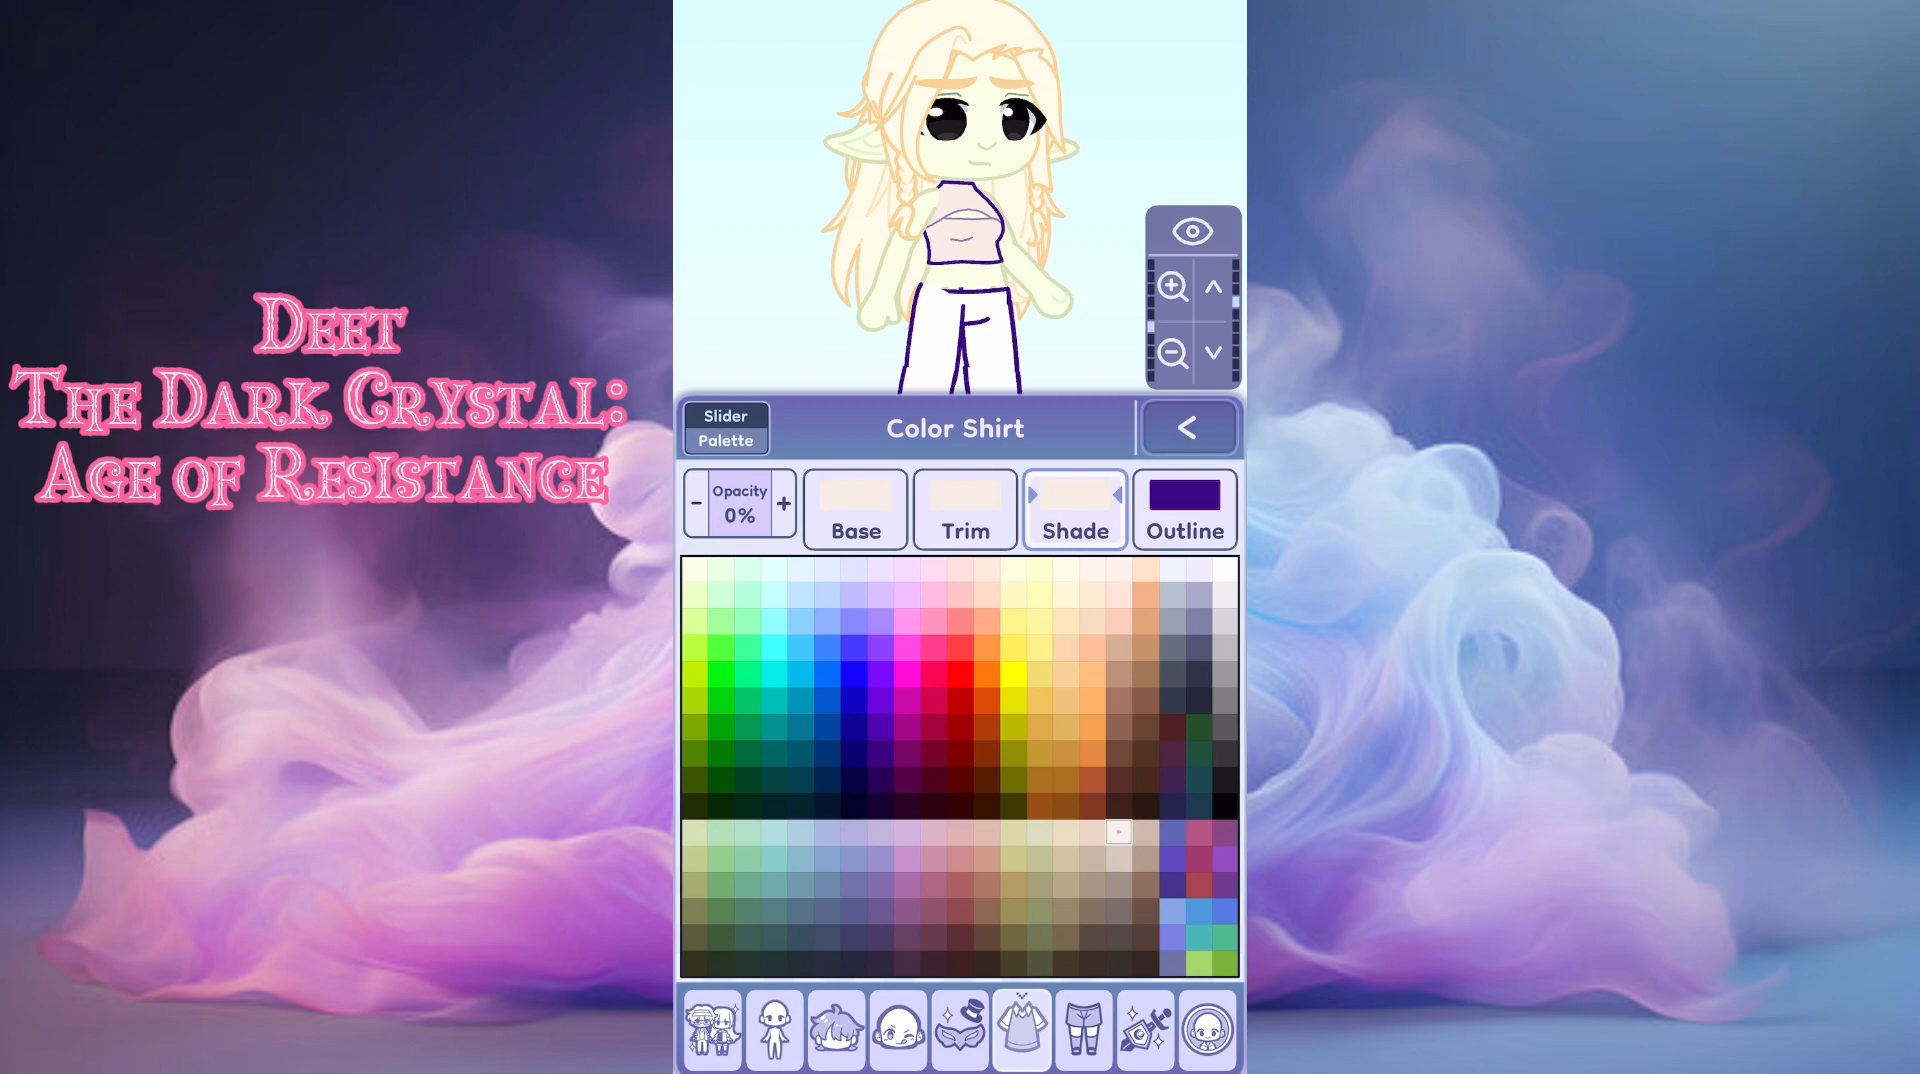 Deet
The Dark Crystal:
Age of Resistance
Slider
Palette
Color Shirt
Opacity
0%
Base
Trim
Shade
Outline